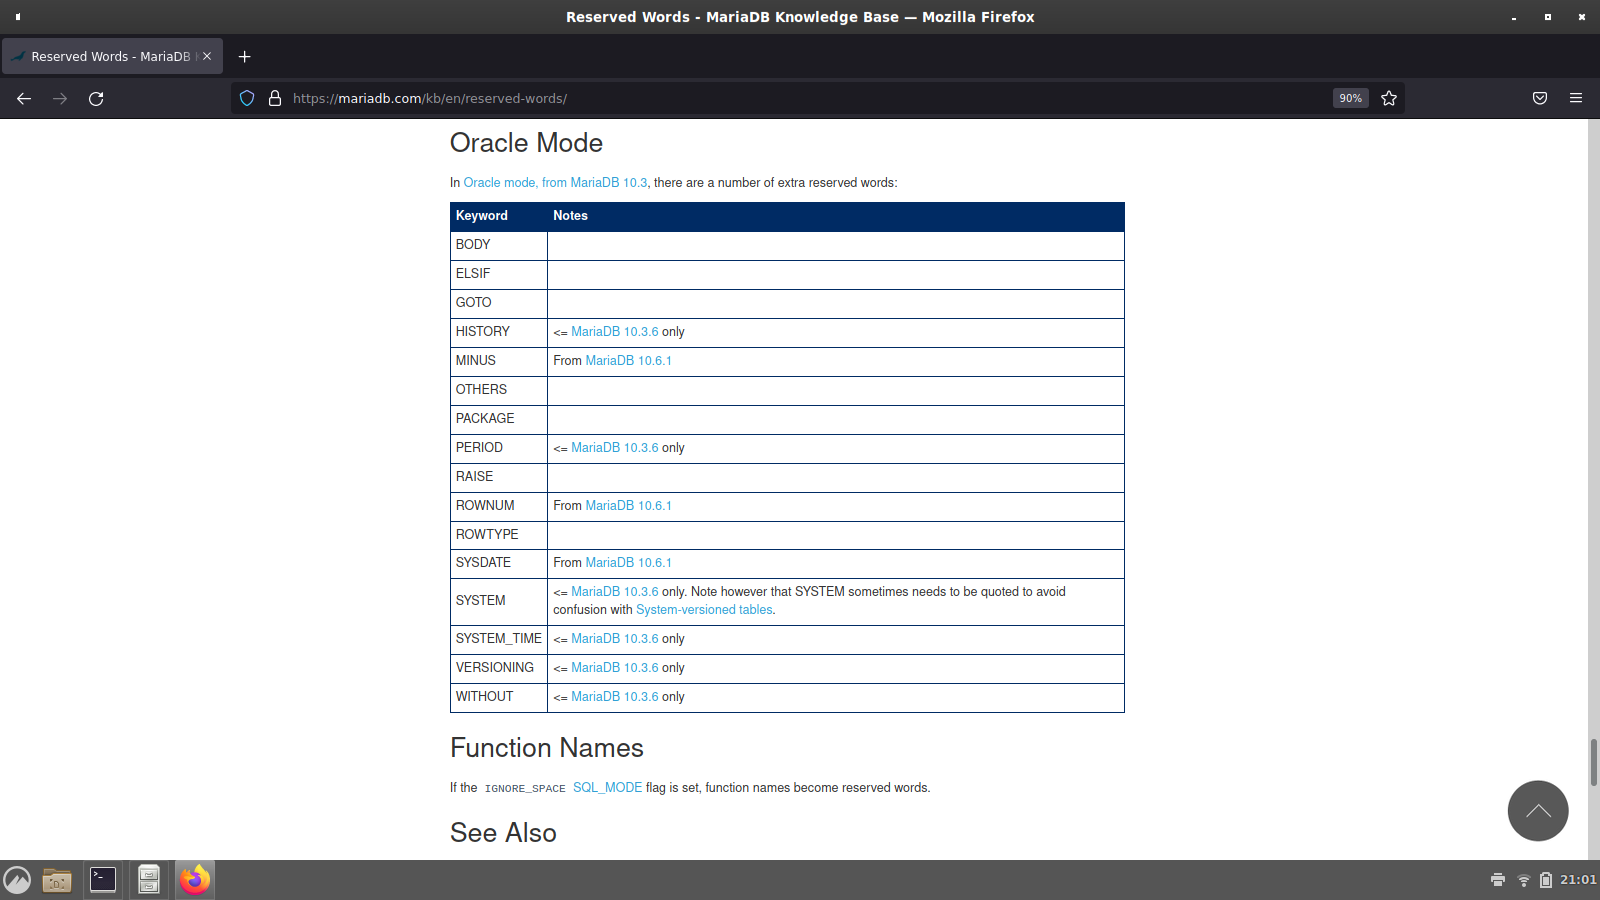 Reserved Words - MariaDB Knowledge Base — Mozilla Firefox
Reserved Words - MariaDB
https://mariadb.com/kb/en/reserved-words/
90%
Oracle Mode
In Oracle mode, from MariaDB 10.3, there are a number of extra reserved words:
Keyword Notes
BODY
ELSIF
GOTO
HISTORY <= MariaDB 10.3.6 only
MINUS From MariaDB 10.6.1
OTHERS
PACKAGE
PERIOD <= MariaDB 10.3.6 only
RAISE
ROWNUM From MariaDB 10.6.1
ROWTYPE
SYSDATE From MariaDB 10.6.1
SYSTEM <= MariaDB 10.3.6 only. Note however that SYSTEM sometimes needs to be quoted to avoid
confusion with System-versioned tables.
SYSTEM_TIME <= MariaDB 10.3.6 only
VERSIONING <= MariaDB 10.3.6 only
WITHOUT <= MariaDB 10.3.6 only
Function Names
If the IGNORE_SPACE SQL_MODE flag is set, function names become reserved words.
See Also
21:01